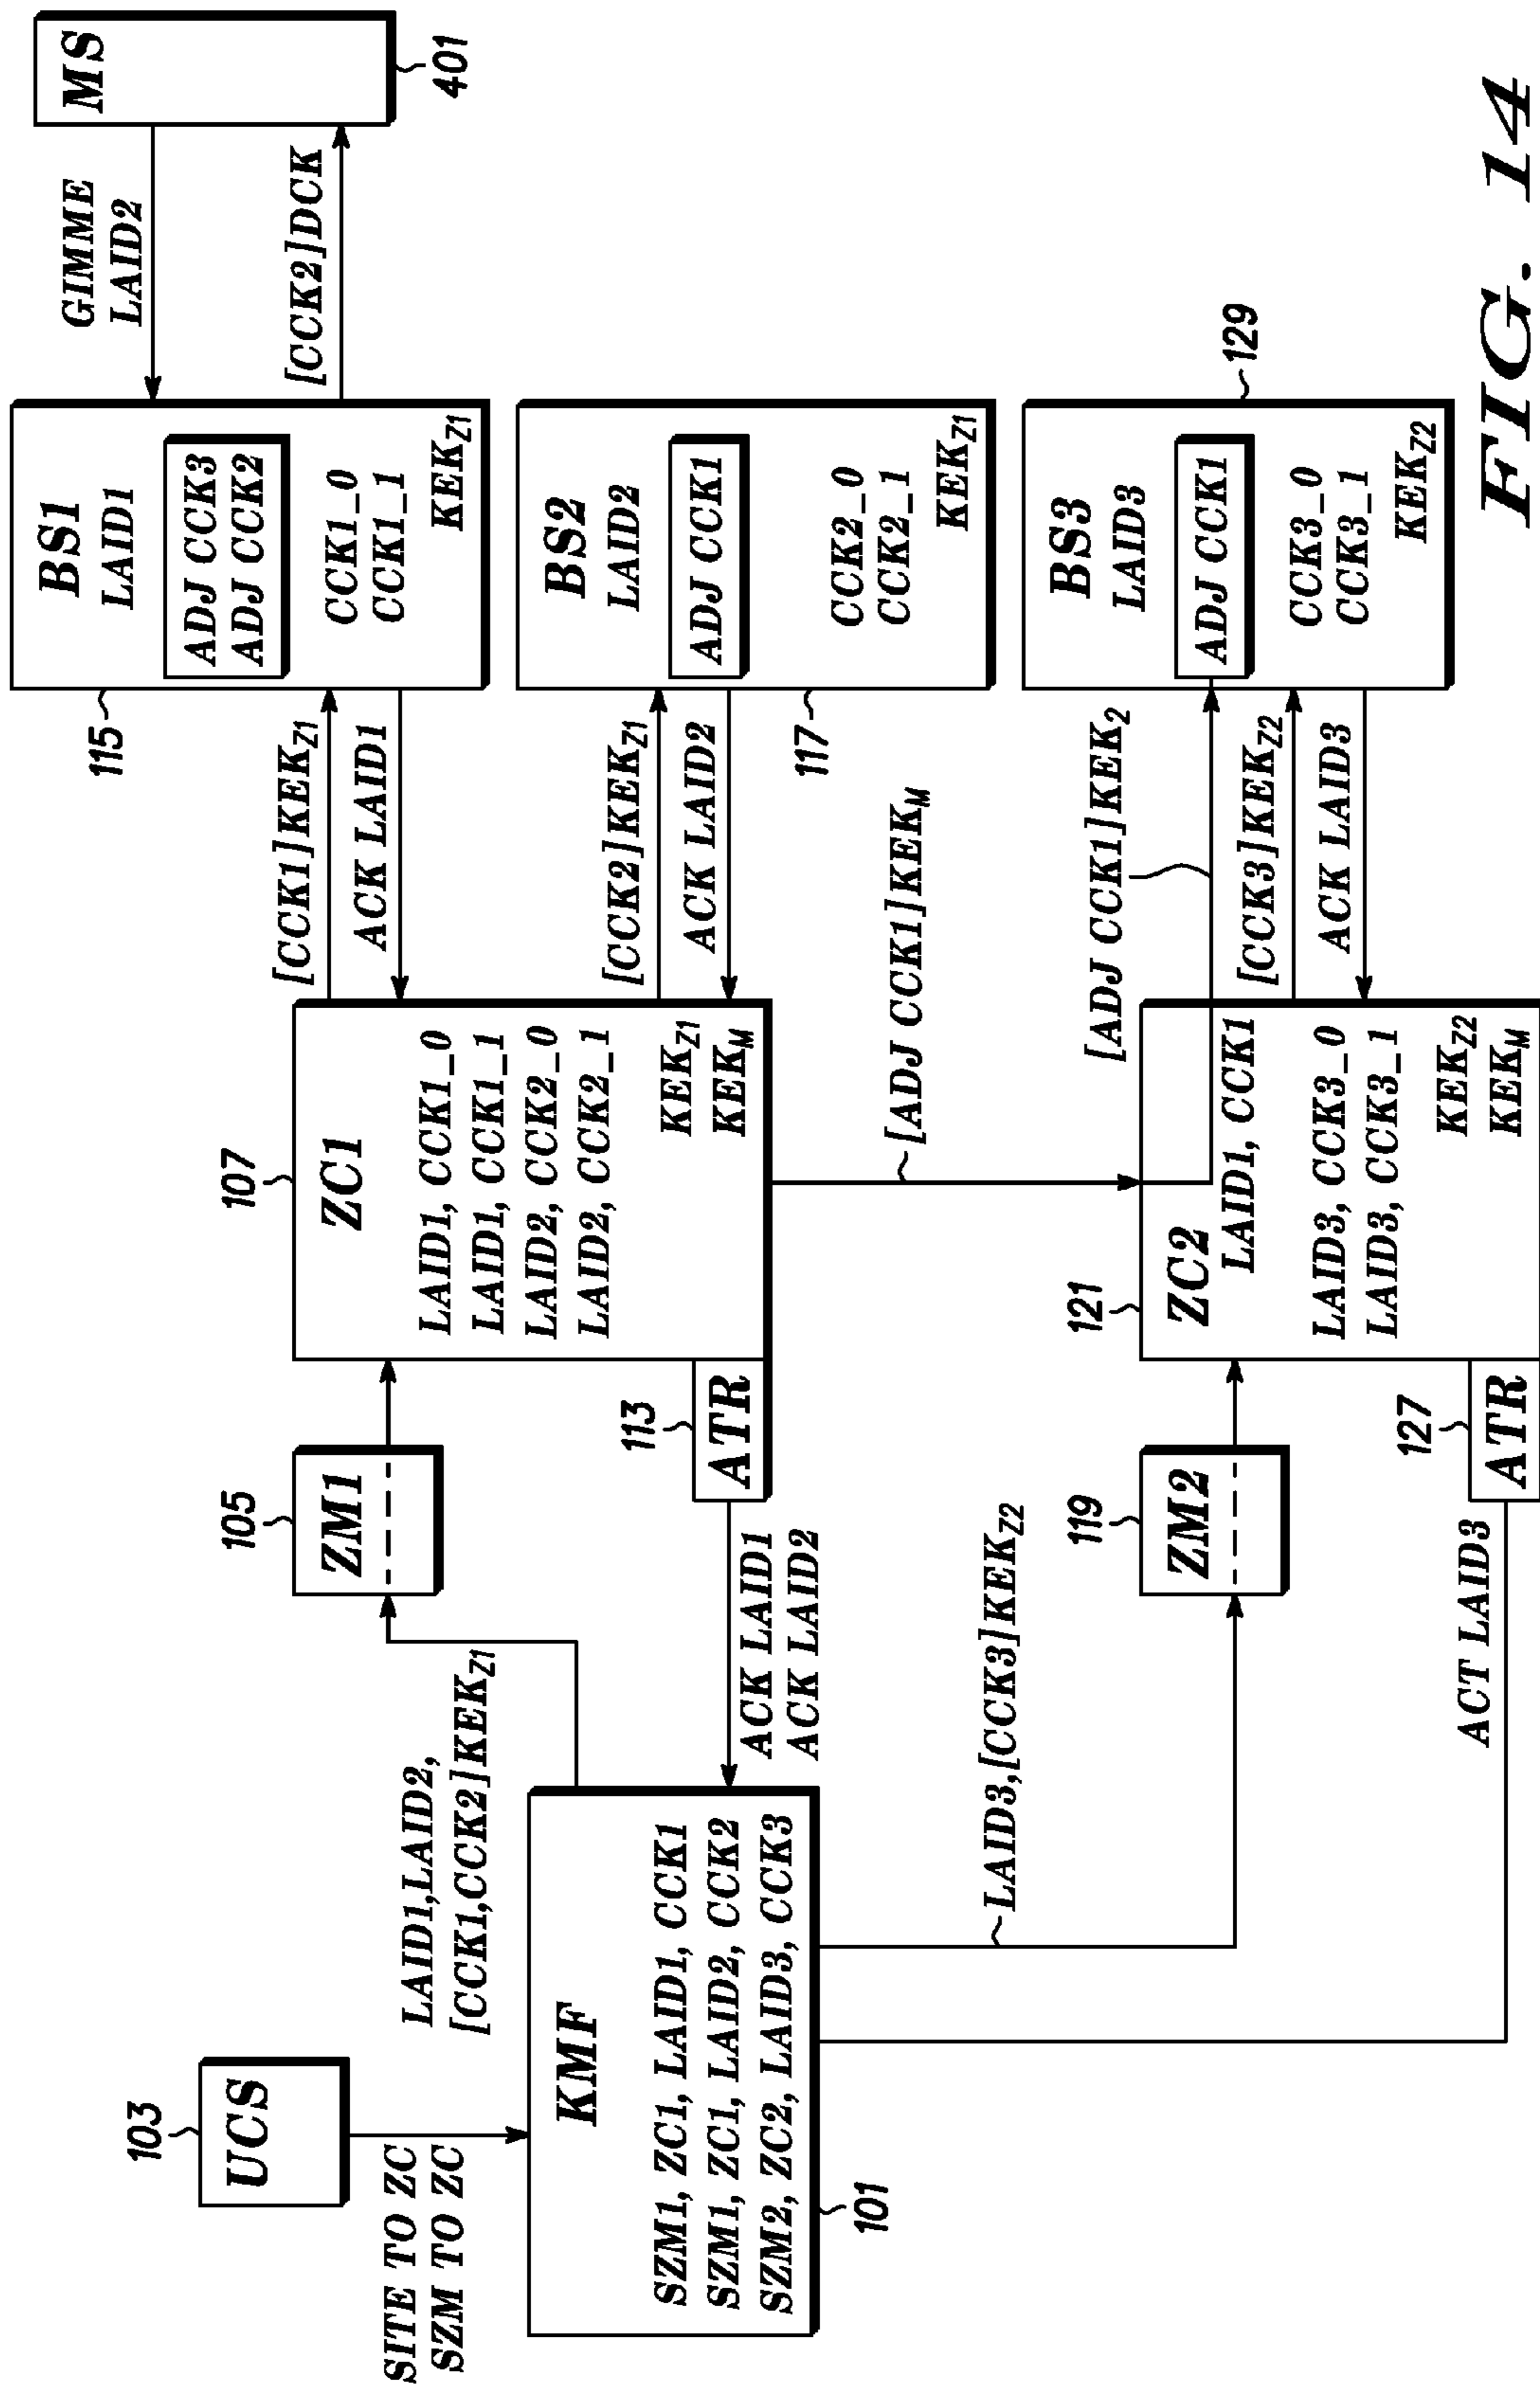 103
UCS
SITE TO ZC
SZM TO ZC
KMF
SZM1, ZC1, LAID1, CCK1
SZM1, ZC1, LAID2, CCK2
SZM2, ZC2, LAID3, CCK3
101
LAID1,LAID2,
[CCK1,CCK2]KEKZ1
105
ZM1
ACK LAID1
ACK LAID2
113
ATR
LAID3,[CCK3]KEKZ2
119
ZM2
ACT LAID3
127
ATR
107
ZC1
LAID1, CCK1_0
LAID1, CCK1_1
LAID2, CCK2_0
LAID2, CCK2_1
KEKZ1
KEKM
[ADJ CCK1]KEKM
121
ZC2
LAID1, CCK1
LAID3, CCK3_0
LAID3, CCK3_1
KEKZ2
KEKM
[CCK1]KEKZ1
ACK LAID1
[CCK2]KEKZ1
ACK LAID2
[ADJ CCK1]KEK2
[CCK3]KEKZ2
ACK LAID3
115
BS1
LAID1
ADJ CCK3
ADJ CCK2
CCK1_0
CCK1_1
KEKZ1
117
BS2
LAID2
ADJ CCK1
CCK2_0
CCK2_1
KEKZ1
129
BS3
LAID3
ADJ CCK1
CCK3_0
CCK3_1
KEKZ2
GIMME
LAID2
[CCK2]DCK
MS
401
FIG. 14